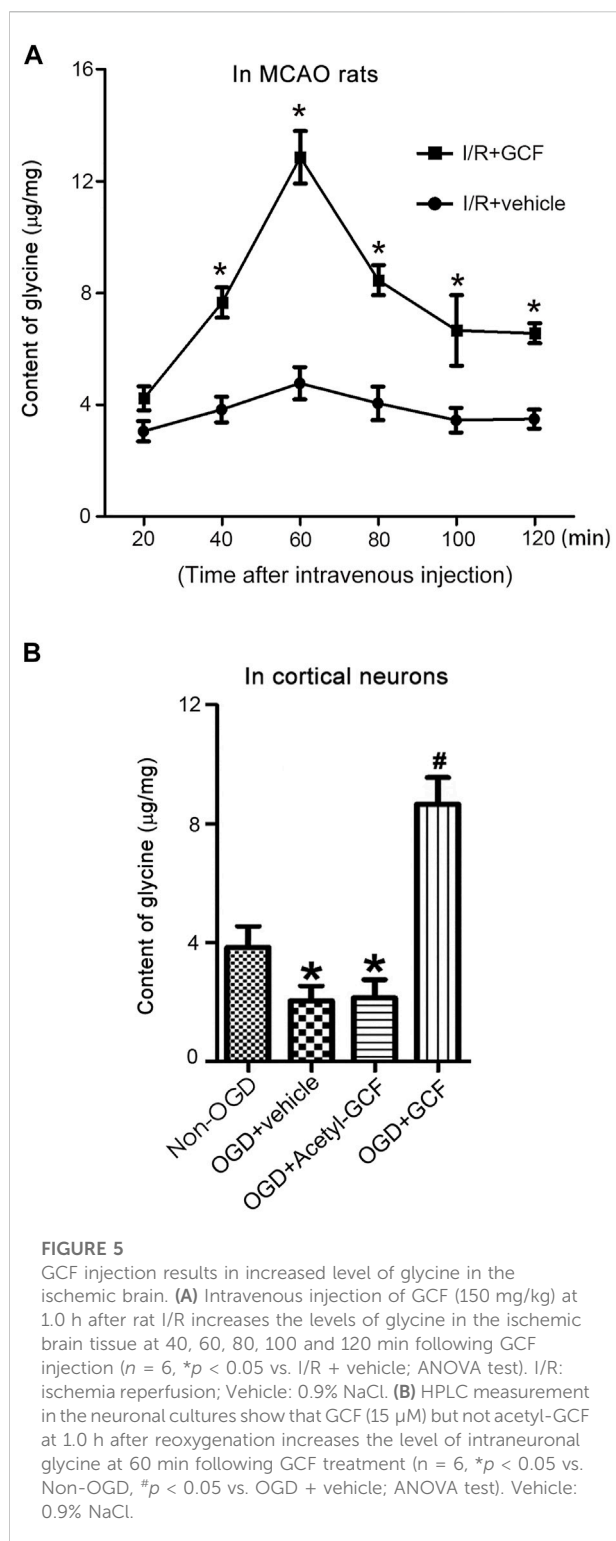 A
In MCAO rats
Content of glycine (μg/mg)
16
12
8
4
0
*
*
*
*
*
I/R+GCF
I/R+vehicle
20 40 60 80 100 120 (min)
(Time after intravenous injection)
B
In cortical neurons
Content of glycine (μg/mg)
12
8
4
0
*
*
#
Non-OGD
OGD+vehicle
OGD+Acetyl-GCF
OGD+GCF
FIGURE 5
GCF injection results in increased level of glycine in the
ischemic brain. (A) Intravenous injection of GCF (150 mg/kg) at
1.0 h after rat I/R increases the levels of glycine in the ischemic
brain tissue at 40, 60, 80, 100 and 120 min following GCF
injection (n = 6, *p < 0.05 vs. I/R + vehicle; ANOVA test). I/R:
ischemia reperfusion; Vehicle: 0.9% NaCl. (B) HPLC measurement
in the neuronal cultures show that GCF (15 μM) but not acetyl-GCF
at 1.0 h after reoxygenation increases the level of intraneuronal
glycine at 60 min following GCF treatment (n = 6, *p < 0.05 vs.
Non-OGD, #p < 0.05 vs. OGD + vehicle; ANOVA test). Vehicle:
0.9% NaCl.